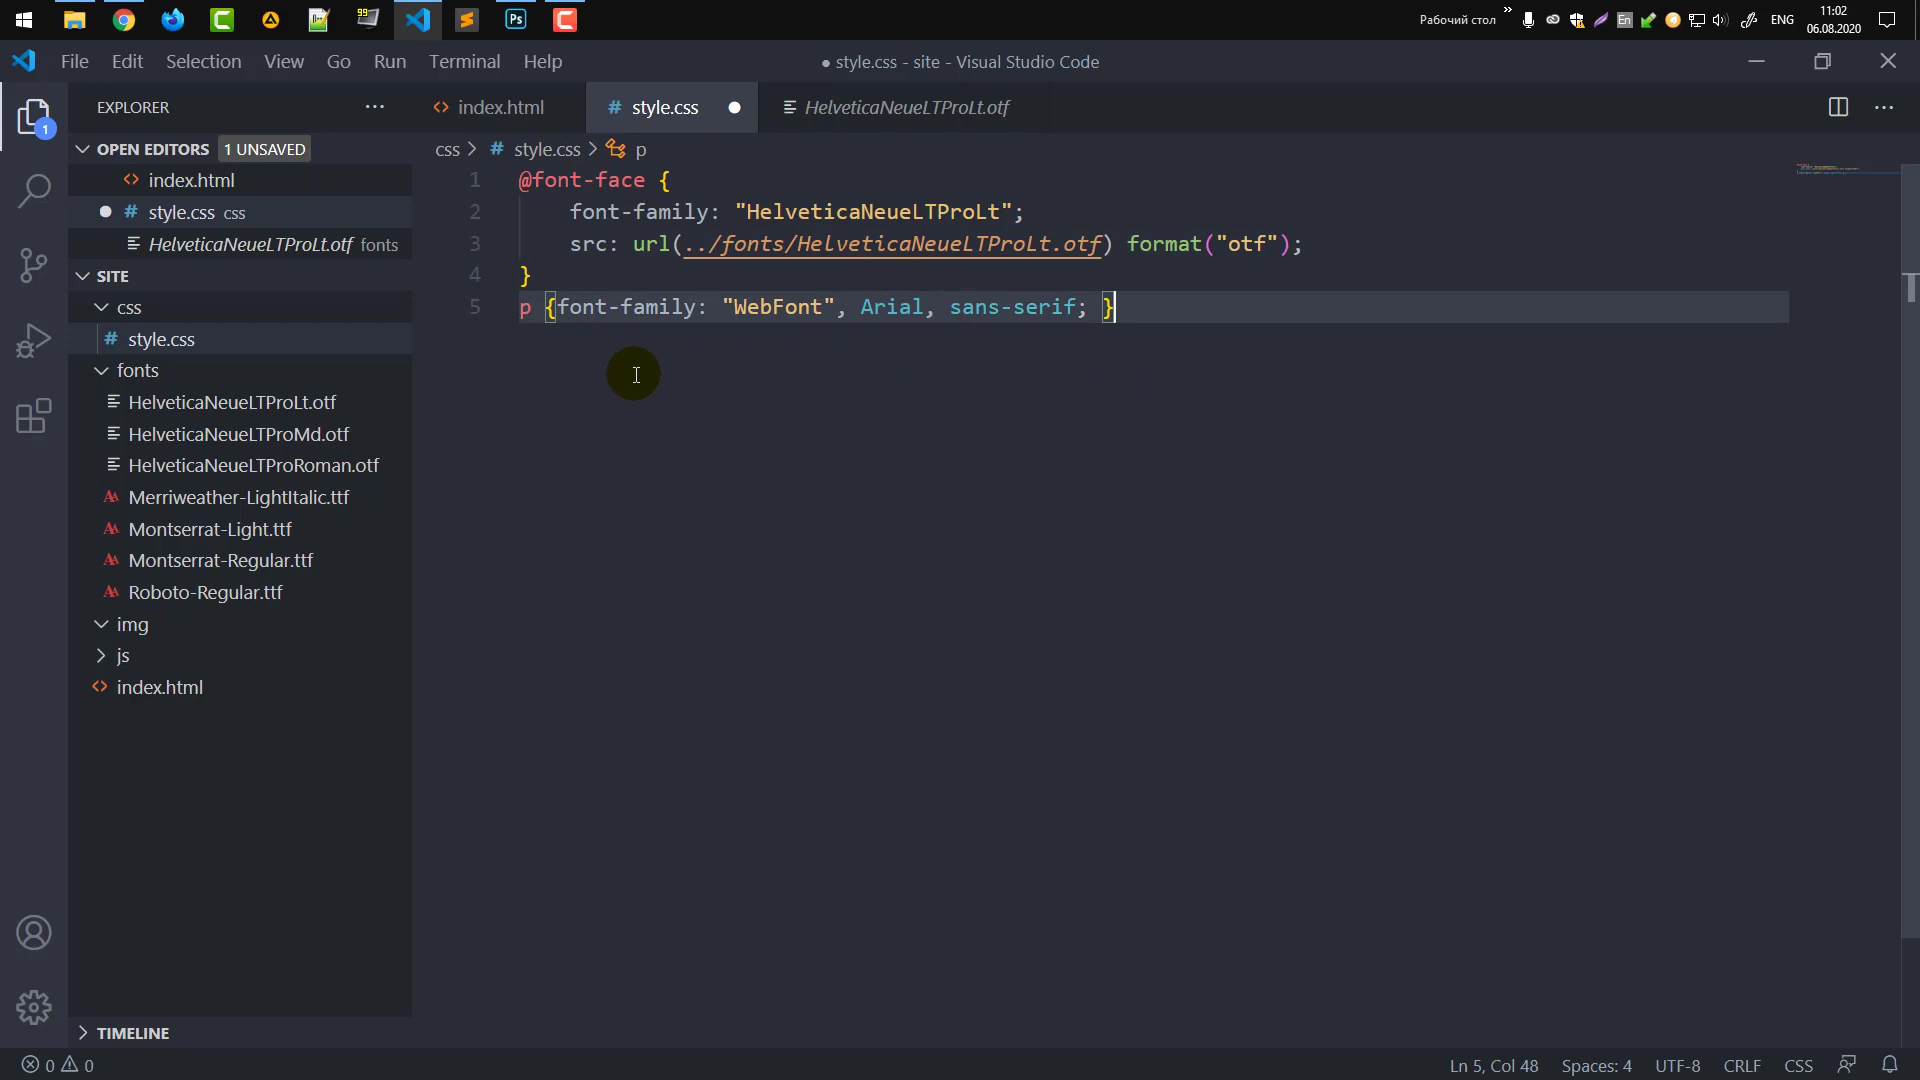 Рабочий стол
»
En
ENG
11:02
06.08.2020
Ps
File Edit Selection View Go Run Terminal Help
● style.css - site - Visual Studio Code
EXPLORER
index.html
# style.css
HelveticaNeueLTProLt.otf
OPEN EDITORS 1 UNSAVED
index.html
# style.css css
HelveticaNeueLTProLt.otf fonts
SITE
css
# style.css
fonts
HelveticaNeueLTProLt.otf
HelveticaNeueLTProMd.otf
HelveticaNeueLTProRoman.otf
Merriweather-LightItalic.ttf
Montserrat-Light.ttf
Montserrat-Regular.ttf
Roboto-Regular.ttf
img
js
index.html
TIMELINE
1
css > # style.css > p
1 @font-face {
2 font-family: "HelveticaNeueLTProLt";
3 src: url(../fonts/HelveticaNeueLTProLt.otf) format("otf");
4 }
5 p {font-family: "WebFont", Arial, sans-serif; }
0 0
Ln 5, Col 48
Spaces: 4
UTF-8
CRLF
CSS